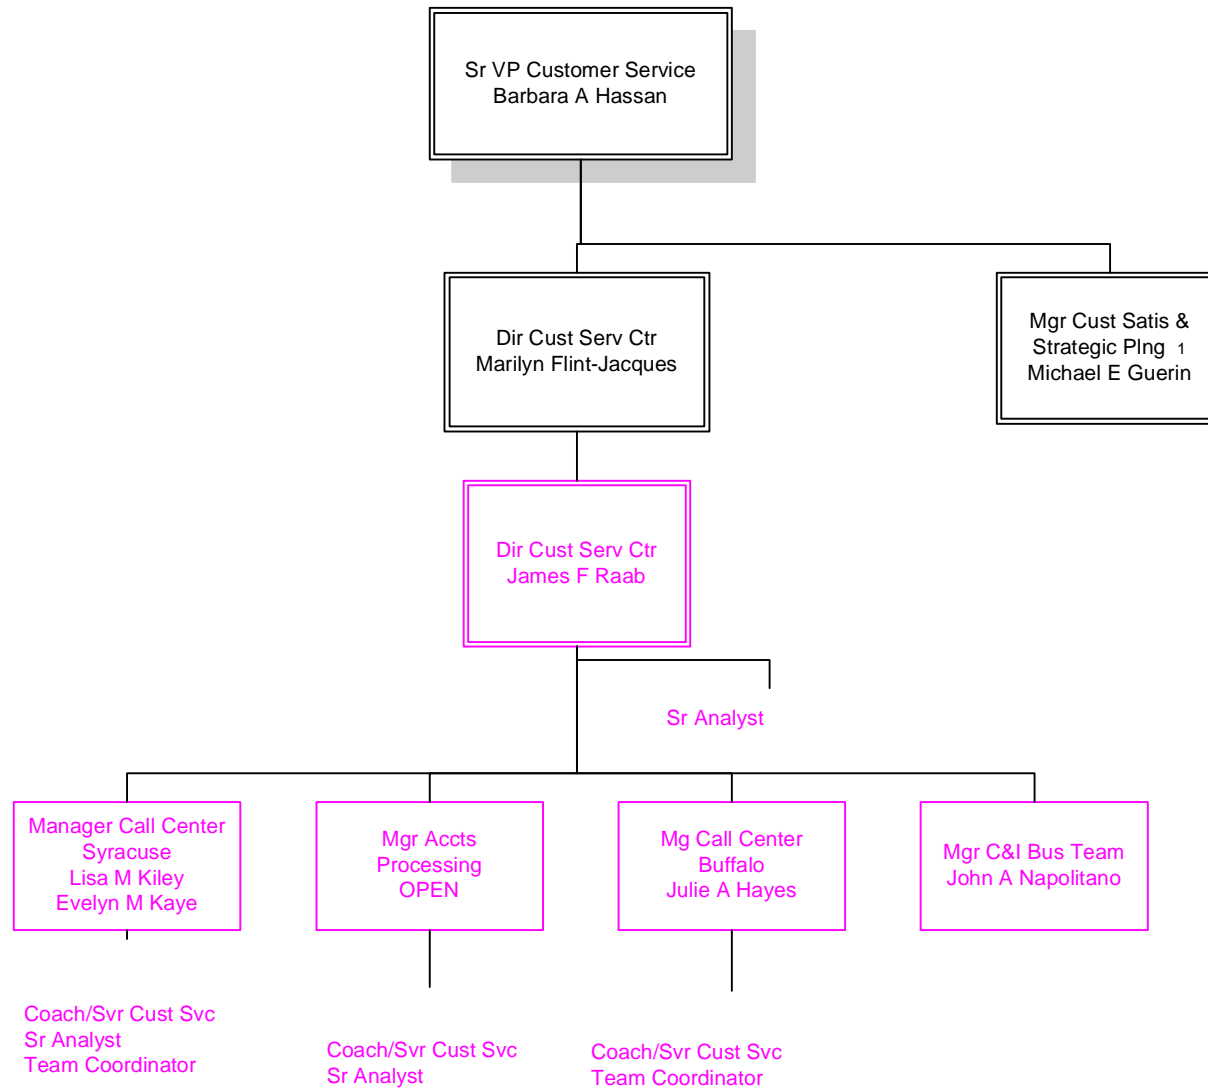 Sr VP Customer Service
Barbara A Hassan
Dir Cust Serv Ctr
Marilyn Flint-Jacques
Mgr Cust Satis &
Strategic Plng 1
Michael E Guerin
Dir Cust Serv Ctr
James F Raab
Sr Analyst
Manager Call Center
Syracuse
Lisa M Kiley
Evelyn M Kaye
Mgr Accts
Processing
OPEN
Mg Call Center
Buffalo
Julie A Hayes
Mgr C&I Bus Team
John A Napolitano
Coach/Svr Cust Svc
Sr Analyst
Team Coordinator
Coach/Svr Cust Svc
Sr Analyst
Coach/Svr Cust Svc
Team Coordinator